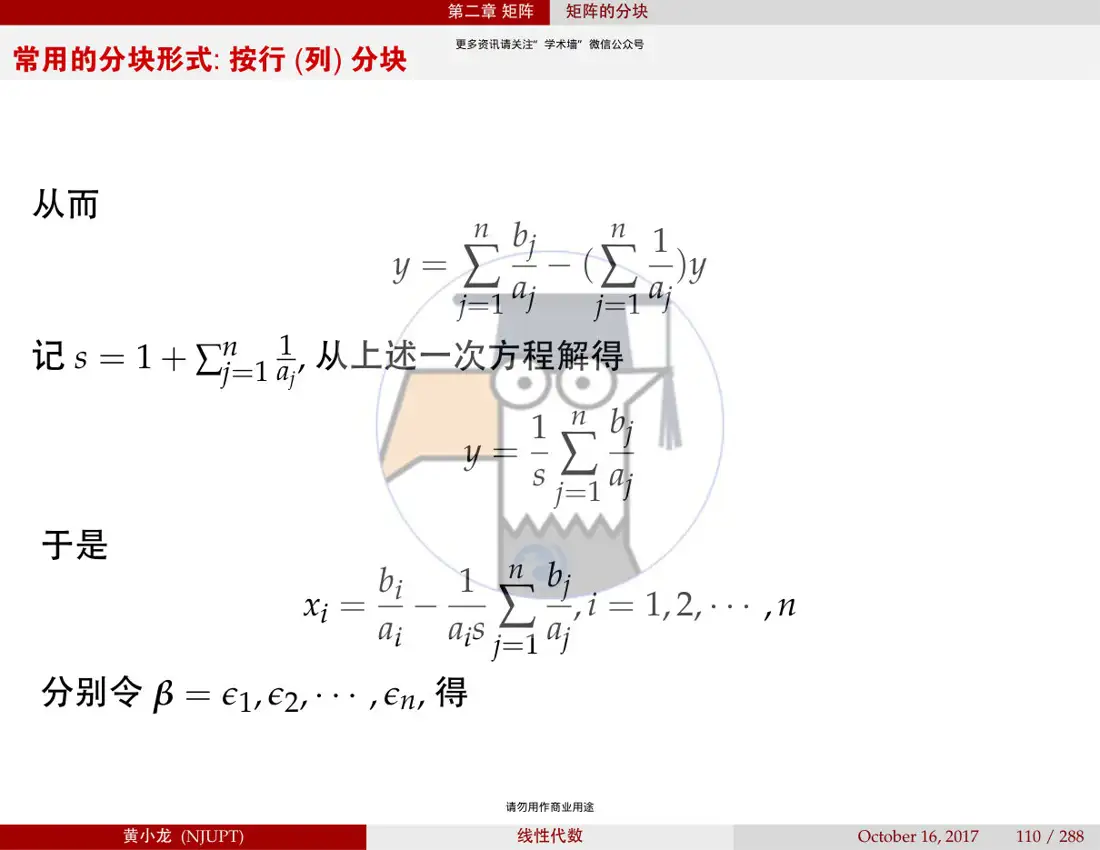 第二章 矩阵 矩阵的分块
更多资讯请关注“学术墙”微信公众号
常用的分块形式: 按行 (列) 分块
从而
y = \sum_{j=1}^{n} \frac{b_j}{a_j} - (\sum_{j=1}^{n} \frac{1}{a_j})y
记 s = 1 + \sum_{j=1}^{n} \frac{1}{a_j}, 从上述一次方程解得
y = \frac{1}{s} \sum_{j=1}^{n} \frac{b_j}{a_j}
于是
x_i = \frac{b_i}{a_i} - \frac{1}{a_i s} \sum_{j=1}^{n} \frac{b_j}{a_j}, i = 1, 2, ⋯ , n
分别令 β = ϵ_1, ϵ_2, ⋯ , ϵ_n, 得
请勿用作商业用途
黄小龙 (NJUPT) 线性代数 October 16, 2017 110 / 288